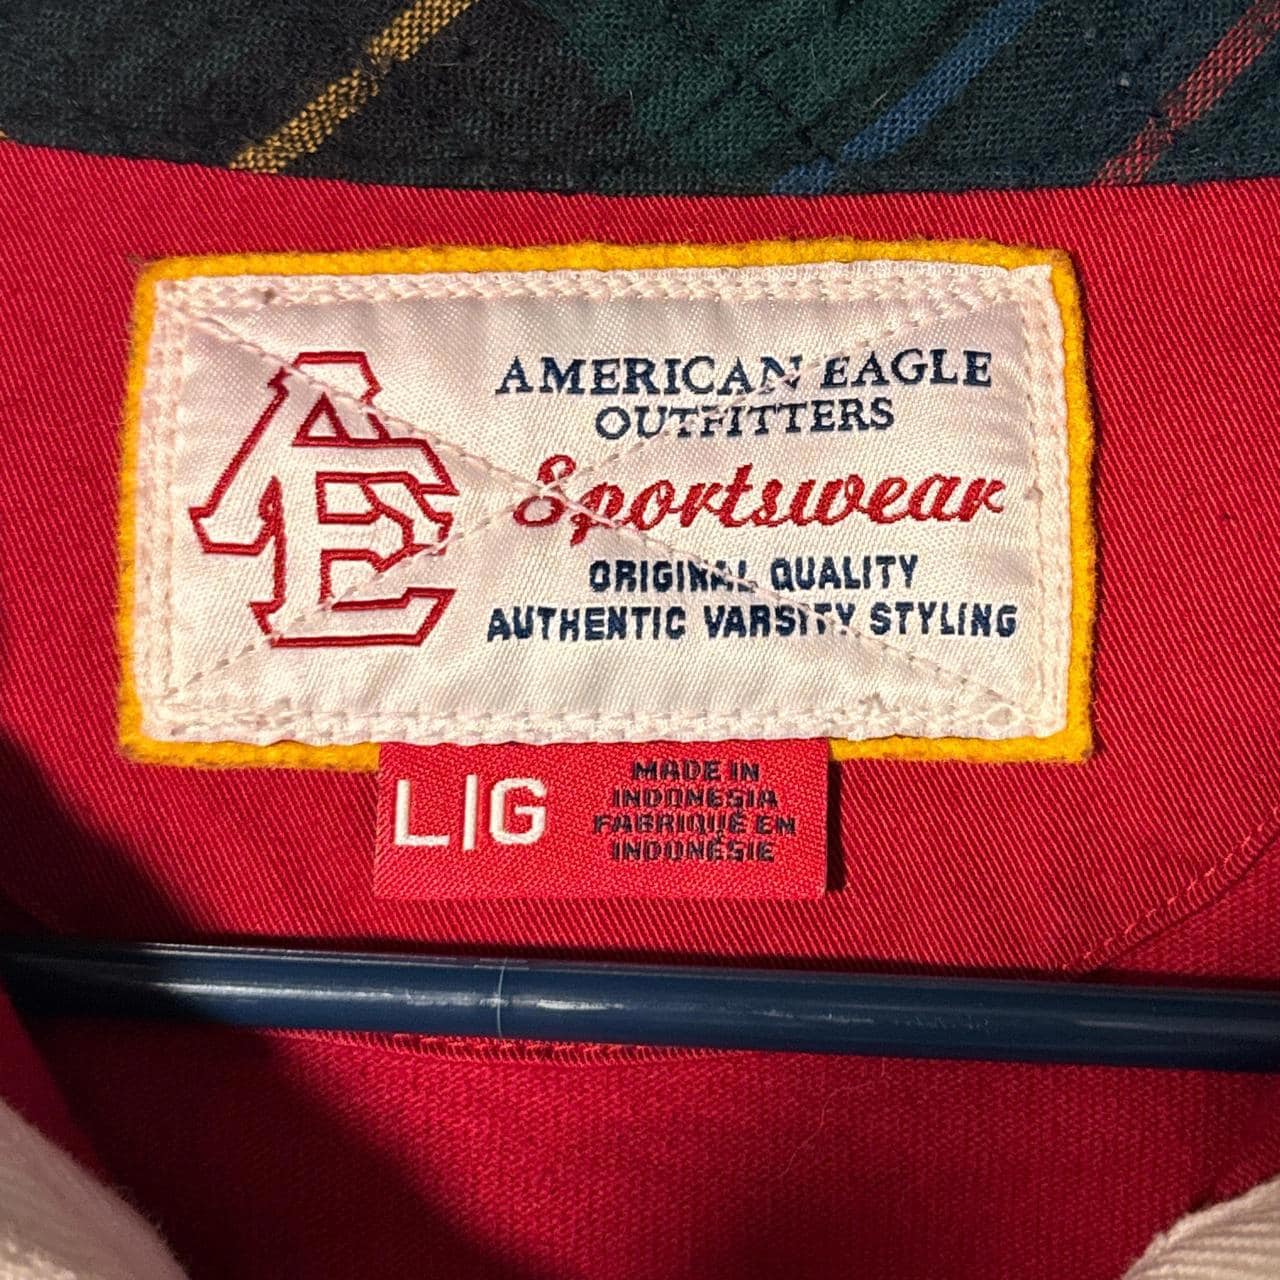 AE
AMERICAN EAGLE
OUTFITTERS
Sportswear
ORIGINAL QUALITY
AUTHENTIC VARSITY STYLING
L|G
MADE IN
INDONESIA
FABRIQUÉ EN
INDONÉSIE